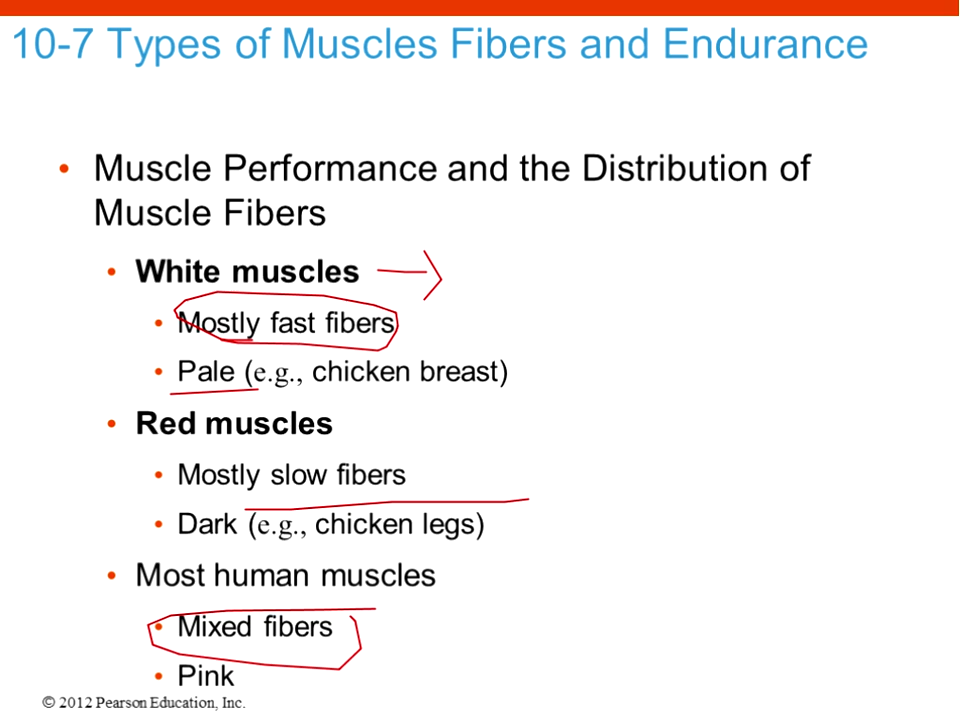 10-7 Types of Muscles Fibers and Endurance
• Muscle Performance and the Distribution of
Muscle Fibers
• White muscles
• Mostly fast fibers
• Pale (e.g., chicken breast)
• Red muscles
• Mostly slow fibers
• Dark (e.g., chicken legs)
• Most human muscles
• Mixed fibers
• Pink
© 2012 Pearson Education, Inc.